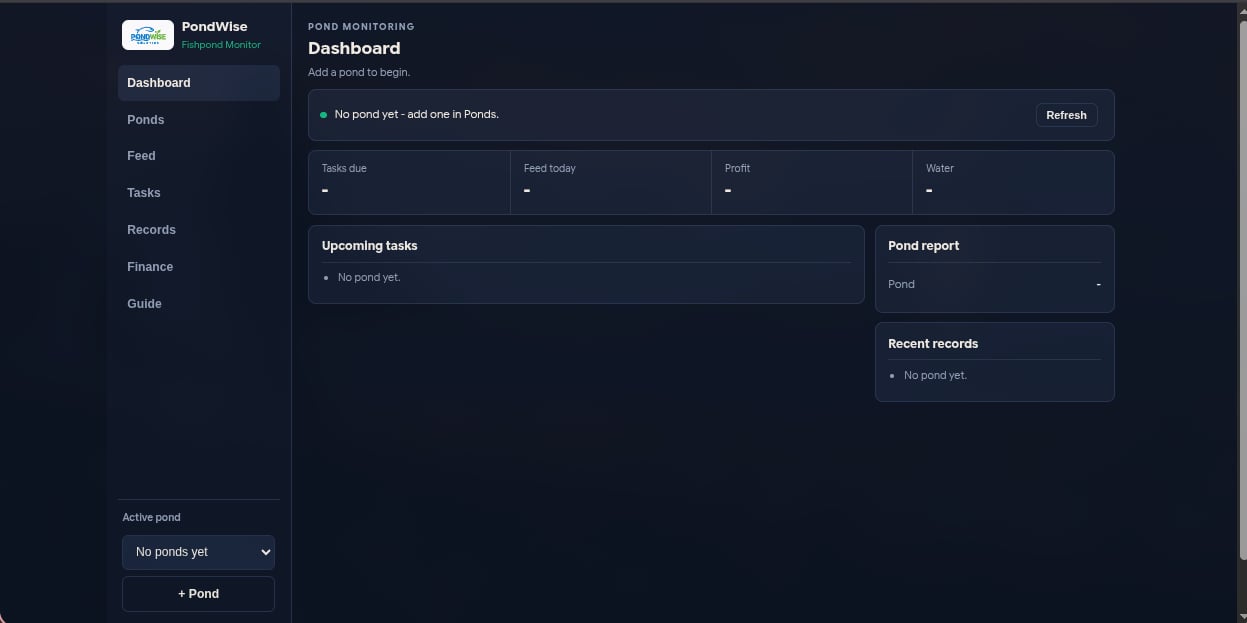 PONDWISE
PondWise
Fishpond Monitor
Dashboard
Ponds
Feed
Tasks
Records
Finance
Guide
Active pond
No ponds yet
+ Pond
POND MONITORING
Dashboard
Add a pond to begin.
No pond yet - add one in Ponds.
Refresh
Tasks due
-
Feed today
-
Profit
-
Water
-
Upcoming tasks
No pond yet.
Pond report
Pond -
Recent records
No pond yet.